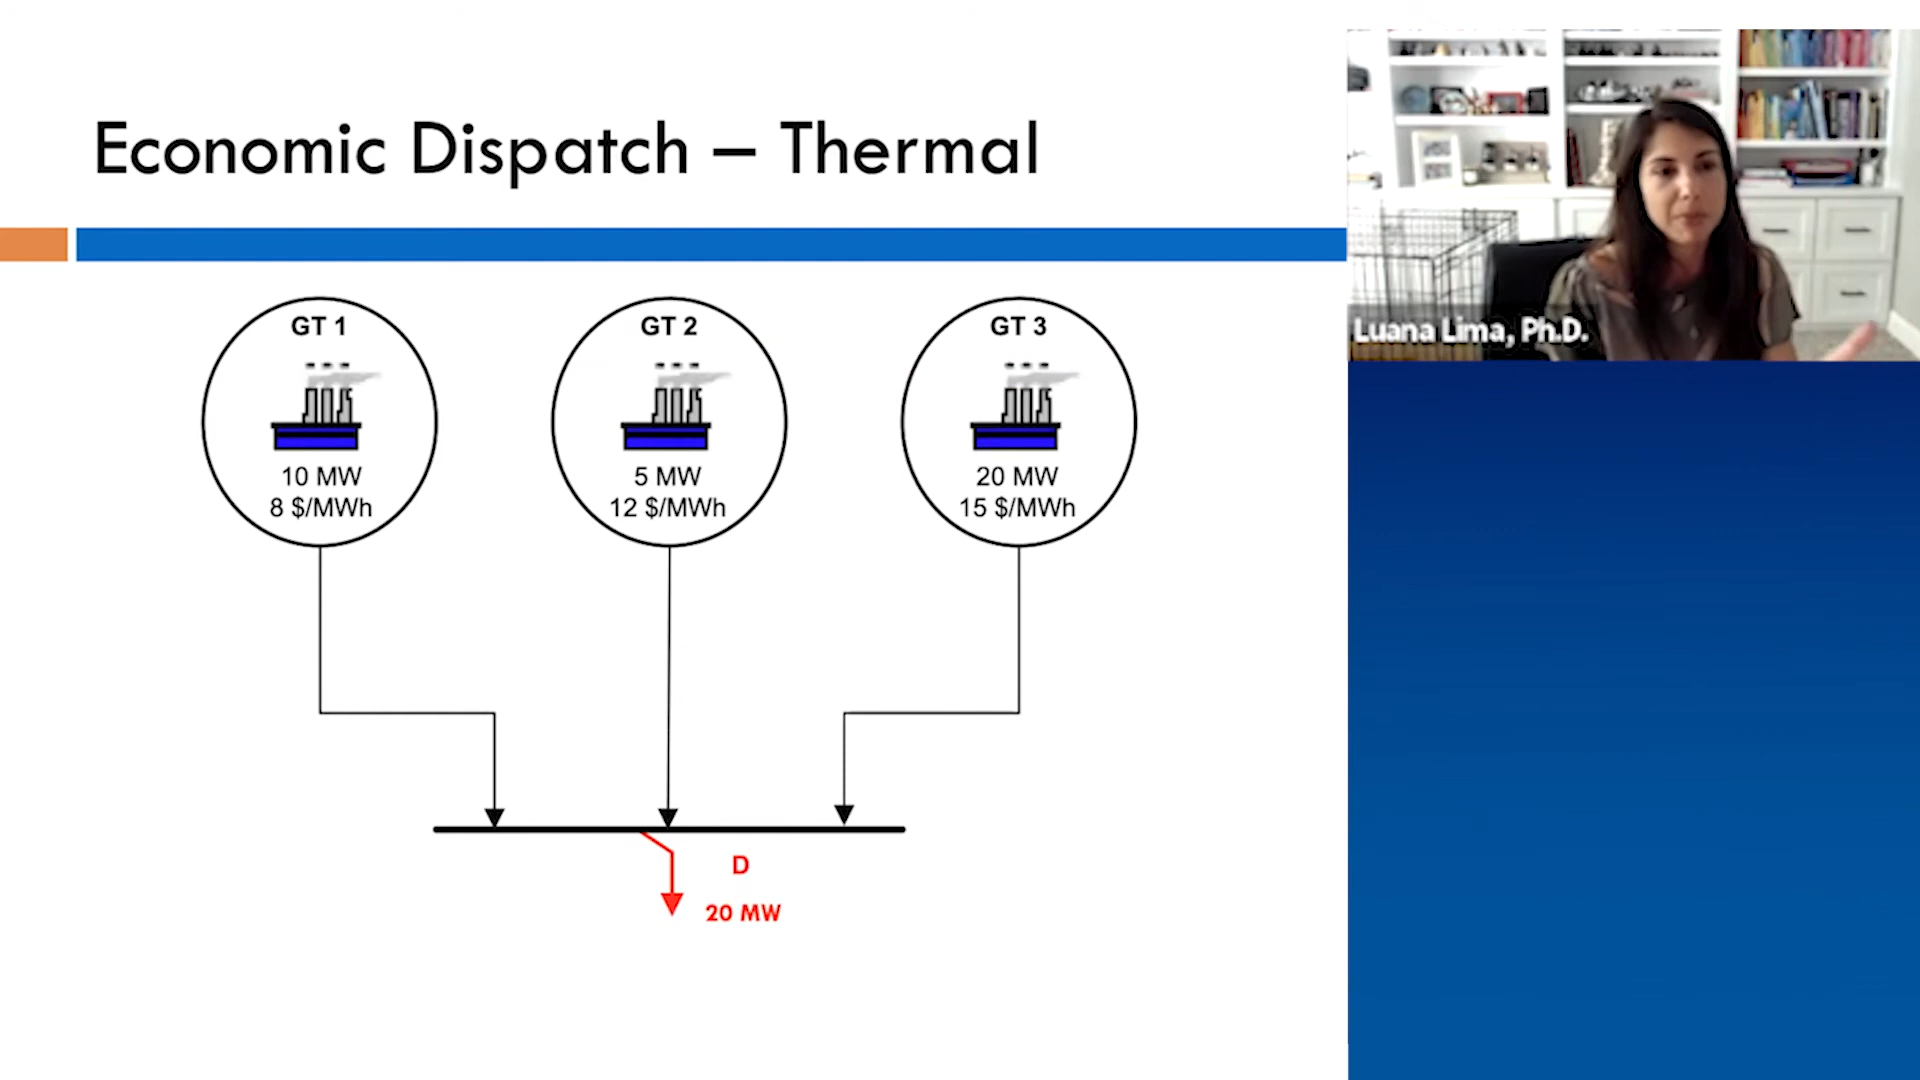 Economic Dispatch – Thermal
GT 1
10 MW
8 $/MWh
GT 2
5 MW
12 $/MWh
GT 3
20 MW
15 $/MWh
D
20 MW
Luana Lima, Ph.D.